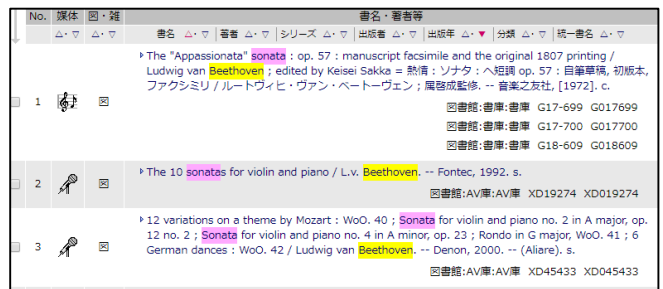 No. 媒体 図・雑 書名・著者等
△・▽ △・▽ 書名 △・▽ 著者 △・▽ シリーズ △・▽ 出版者 △・▽ 出版年 △・▼ 分類 △・▽ 統一書名 △・▽
The "Appassionata" sonata : op. 57 : manuscript facsimile and the original 1807 printing /
1 図 Ludwig van Beethoven ; edited by Keisei Sakka = 熱情 : ソナタ : ヘ短調 op. 57 : 自筆草稿, 初版本,
ファクシミリ / ルートヴィヒ・ヴァン・ベートーヴェン ; 属啓成監修. -- 音楽之友社, [1972]. c.
図書館:書庫:書庫 G17-699 G017699
図書館:書庫:書庫 G17-700 G017700
図書館:書庫:書庫 G18-609 G018609
2 図 The 10 sonatas for violin and piano / L.v. Beethoven. -- Fontec, 1992. s.
図書館:AV庫:AV庫 XD19274 XD019274
12 variations on a theme by Mozart : WoO. 40 ; Sonata for violin and piano no. 2 in A major, op.
3 図 12 no. 2 ; Sonata for violin and piano no. 4 in A minor, op. 23 ; Rondo in G major, WoO. 41 ; 6
German dances : WoO. 42 / Ludwig van Beethoven. -- Denon, 2000. -- (Aliare). s.
図書館:AV庫:AV庫 XD45433 XD045433